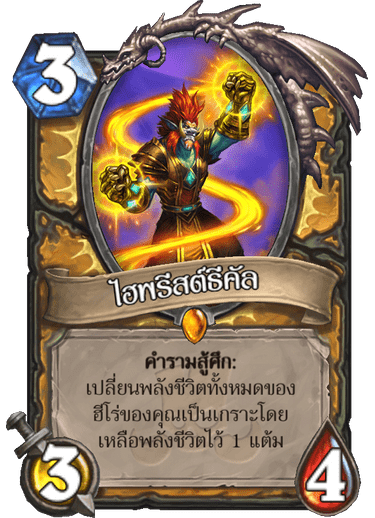 3
ไฮพรีสต์ธีคัล
คำรามสู้ศึก:
เปลี่ยนพลังชีวิตทั้งหมดของ
ฮีโร่ของคุณเป็นเกราะโดย
เหลือพลังชีวิตไว้ 1 แต้ม
3
4